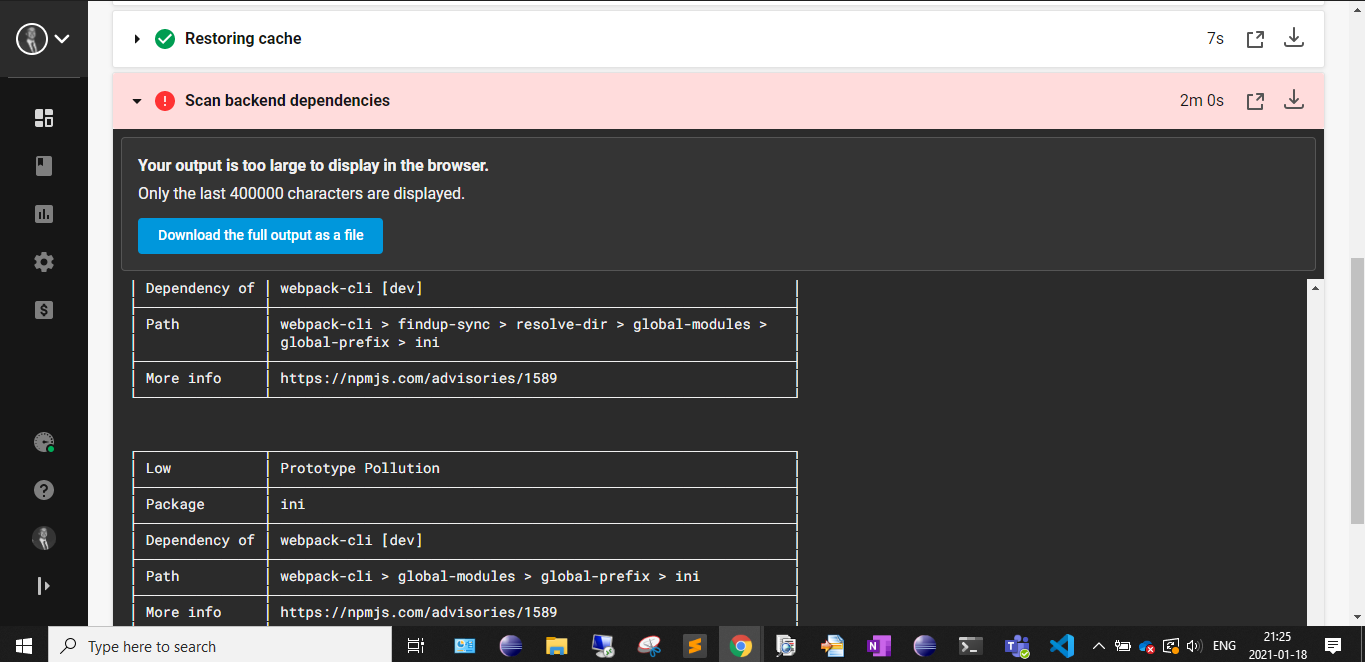 Restoring cache 7s
Scan backend dependencies 2m 0s
Your output is too large to display in the browser.
Only the last 400000 characters are displayed.
Download the full output as a file
Dependency of webpack-cli [dev]
Path webpack-cli > findup-sync > resolve-dir > global-modules >
global-prefix > ini
More info https://npmjs.com/advisories/1589
Low Prototype Pollution
Package ini
Dependency of webpack-cli [dev]
Path webpack-cli > global-modules > global-prefix > ini
More info https://npmjs.com/advisories/1589
Type here to search
ENG
21:25
2021-01-18